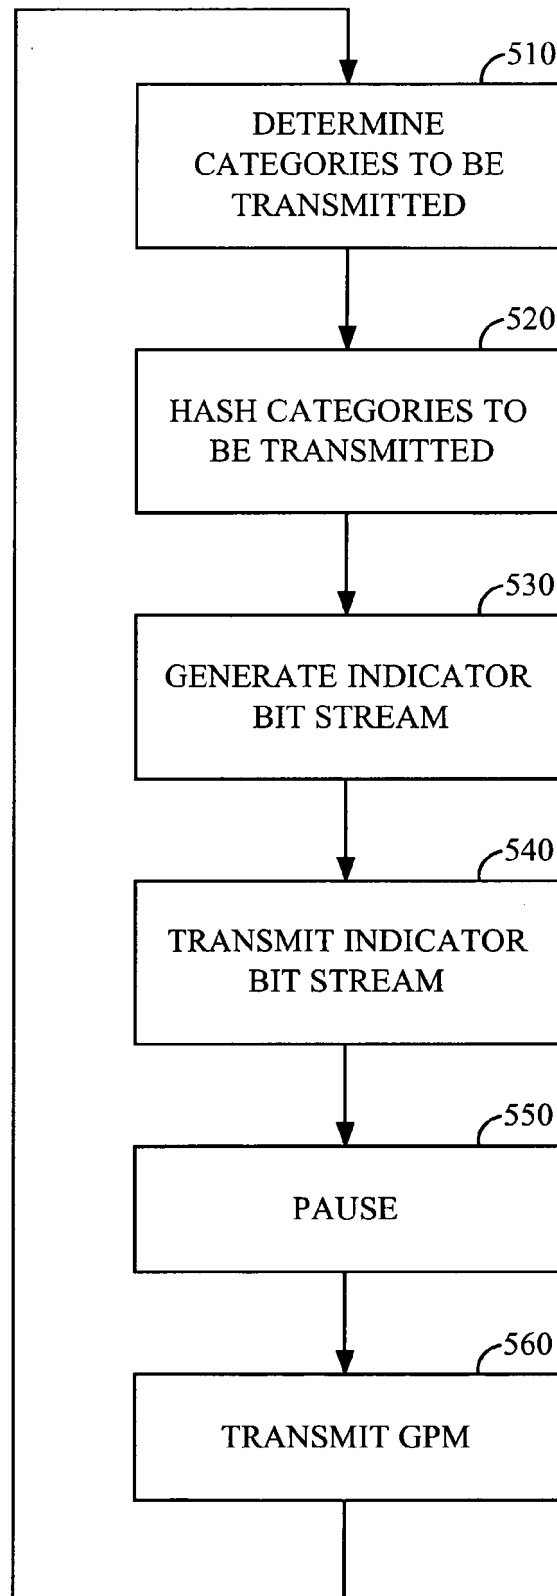 510
DETERMINE
CATEGORIES TO BE
TRANSMITTED
520
HASH CATEGORIES TO
BE TRANSMITTED
530
GENERATE INDICATOR
BIT STREAM
540
TRANSMIT INDICATOR
BIT STREAM
550
PAUSE
560
TRANSMIT GPM